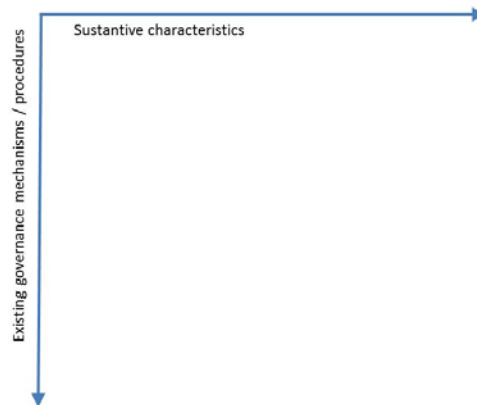 Sustantive characteristics
Existing governance mechanisms / procedures